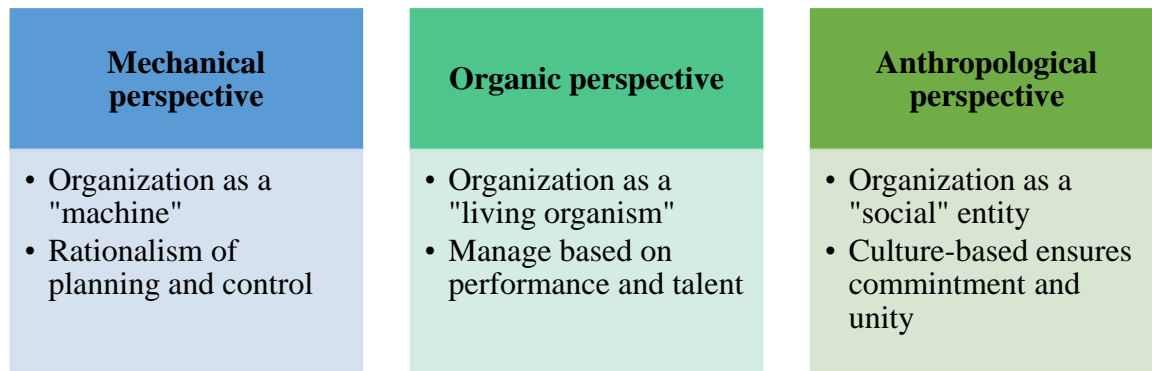 Mechanical
perspective
• Organization as a
"machine"
• Rationalism of
planning and control
Organic perspective
• Organization as a
"living organism"
• Manage based on
performance and talent
Anthropological
perspective
• Organization as a
"social" entity
• Culture-based ensures
commintment and
unity